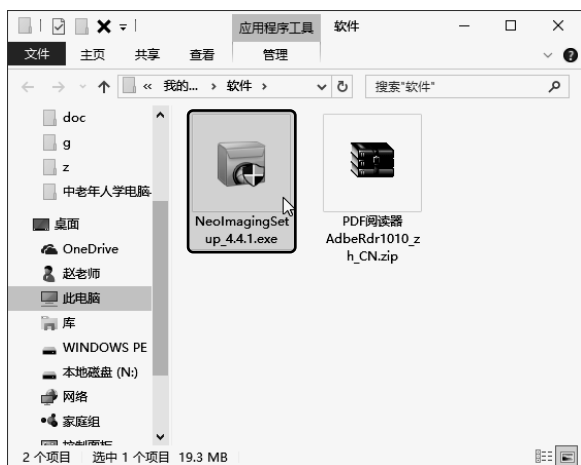 应用程序工具 软件
文件 主页 共享 查看 管理
« 我的... › 软件 ›
搜索"软件"
doc
g
z
中老年人学电脑
桌面
OneDrive
赵老师
此电脑
库
WINDOWS PE
本地磁盘 (N:)
网络
家庭组
控制面板
NeoImagingSet
up_4.4.1.exe
PDF阅读器
AdbeRdr1010_z
h_CN.zip
2 个项目 选中 1 个项目 19.3 MB